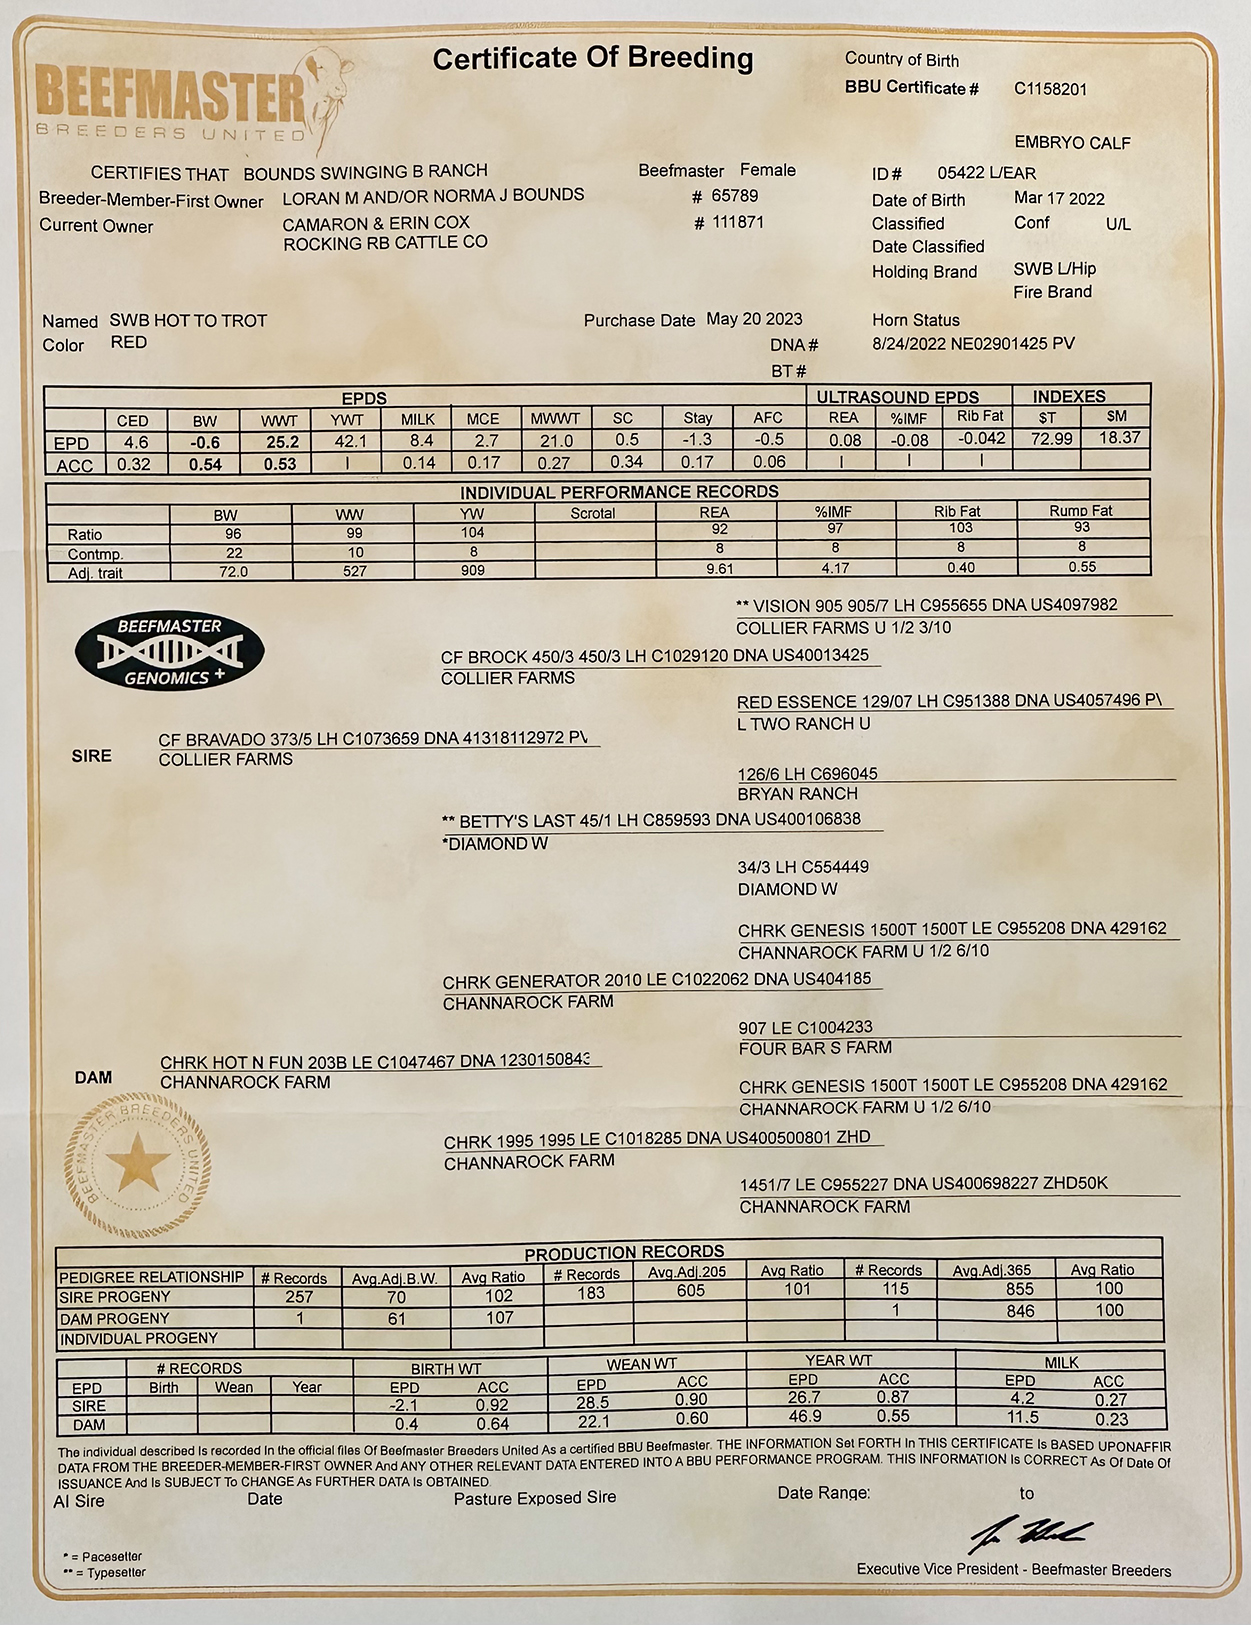 Certificate Of Breeding
BEEFMASTER
BREEDERS UNITED
Country of Birth
BBU Certificate # C1158201
EMBRYO CALF
CERTIFIES THAT BOUNDS SWINGING B RANCH
Beefmaster Female
ID# 05422 L/EAR
Breeder-Member-First Owner LORAN M AND/OR NORMA J BOUNDS # 65789
Date of Birth Mar 17 2022
Current Owner CAMARON & ERIN COX # 111871
Classified Conf U/L
ROCKING RB CATTLE CO
Date Classified
Holding Brand SWB L/Hip
Fire Brand
Named SWB HOT TO TROT
Purchase Date May 20 2023
Horn Status
Color RED
DNA # 8/24/2022 NE02901425 PV
BT #
EPDS ULTRASOUND EPDS INDEXES
CED BW WWT YWT MILK MCE MWWT SC Stay AFC REA %IMF Rib Fat $T $M
EPD 4.6 -0.6 25.2 42.1 8.4 2.7 21.0 0.5 -1.3 -0.5 0.08 -0.08 -0.042 72.99 18.37
ACC 0.32 0.54 0.53 I 0.14 0.17 0.27 0.34 0.17 0.06 I I I
INDIVIDUAL PERFORMANCE RECORDS
BW WW YW Scrotal REA %IMF Rib Fat Rump Fat
Ratio 96 99 104 92 97 103 93
Contmp. 22 10 8 8 8 8 8
Adj. trait 72.0 527 909 9.61 4.17 0.40 0.55
BEEFMASTER
GENOMICS +
** VISION 905 905/7 LH C955655 DNA US4097982
COLLIER FARMS U 1/2 3/10
CF BROCK 450/3 450/3 LH C1029120 DNA US40013425
COLLIER FARMS
RED ESSENCE 129/07 LH C951388 DNA US4057496 P\
L TWO RANCH U
SIRE
CF BRAVADO 373/5 LH C1073659 DNA 41318112972 PV
COLLIER FARMS
126/6 LH C696045
BRYAN RANCH
** BETTY'S LAST 45/1 LH C859593 DNA US400106838
*DIAMOND W
34/3 LH C554449
DIAMOND W
CHRK GENESIS 1500T 1500T LE C955208 DNA 429162
CHANNAROCK FARM U 1/2 6/10
CHRK GENERATOR 2010 LE C1022062 DNA US404185
CHANNAROCK FARM
907 LE C1004233
FOUR BAR S FARM
DAM
CHRK HOT N FUN 203B LE C1047467 DNA 1230150843
CHANNAROCK FARM
CHRK GENESIS 1500T 1500T LE C955208 DNA 429162
CHANNAROCK FARM U 1/2 6/10
CHRK 1995 1995 LE C1018285 DNA US400500801 ZHD
CHANNAROCK FARM
1451/7 LE C955227 DNA US400698227 ZHD50K
CHANNAROCK FARM
BEEFMASTER BREEDERS UNITED
PRODUCTION RECORDS
PEDIGREE RELATIONSHIP # Records Avg.Adj.B.W. Avg Ratio # Records Avg.Adj.205 Avg Ratio # Records Avg.Adj.365 Avg Ratio
SIRE PROGENY 257 70 102 183 605 101 115 855 100
DAM PROGENY 1 61 107 1 846 100
INDIVIDUAL PROGENY
# RECORDS BIRTH WT WEAN WT YEAR WT MILK
EPD Birth Wean Year EPD ACC EPD ACC EPD ACC EPD ACC
SIRE -2.1 0.92 28.5 0.90 26.7 0.87 4.2 0.27
DAM 0.4 0.64 22.1 0.60 46.9 0.55 11.5 0.23
The individual described Is recorded In the official files Of Beefmaster Breeders United As a certified BBU Beefmaster. THE INFORMATION Set FORTH In THIS CERTIFICATE Is BASED UPONAFFIR
DATA FROM THE BREEDER-MEMBER-FIRST OWNER And ANY OTHER RELEVANT DATA ENTERED INTO A BBU PERFORMANCE PROGRAM. THIS INFORMATION Is CORRECT As Of Date Of
ISSUANCE And Is SUBJECT To CHANGE As FURTHER DATA Is OBTAINED.
AI Sire Date Pasture Exposed Sire Date Range: to
* = Pacesetter
** = Typesetter
Executive Vice President - Beefmaster Breeders